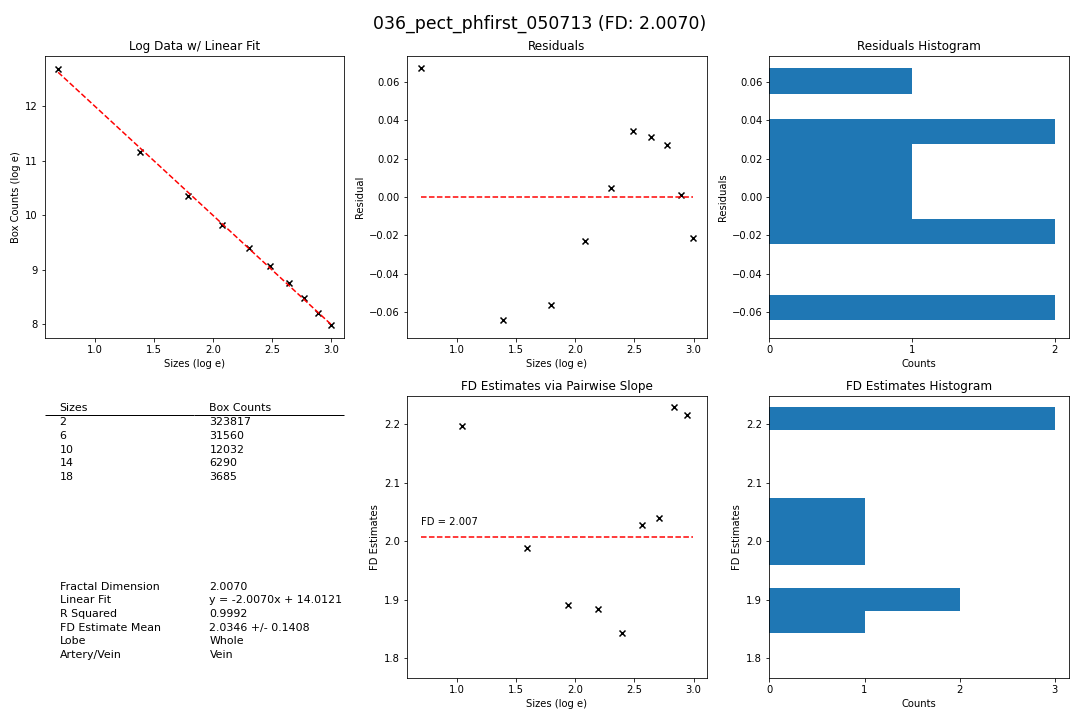 036_pect_phfirst_050713 (FD: 2.0070)
Log Data w/ Linear Fit
Box Counts (log e)
12
11
10
9
8
1.0 1.5 2.0 2.5 3.0
Sizes (log e)
Residuals
Residual
0.06
0.04
0.02
0.00
−0.02
−0.04
−0.06
1.0 1.5 2.0 2.5 3.0
Sizes (log e)
Residuals Histogram
Residuals
0.06
0.04
0.02
0.00
−0.02
−0.04
−0.06
0 1 2
Counts
Sizes Box Counts
2 323817
6 31560
10 12032
14 6290
18 3685
Fractal Dimension 2.0070
Linear Fit y = -2.0070x + 14.0121
R Squared 0.9992
FD Estimate Mean 2.0346 +/- 0.1408
Lobe Whole
Artery/Vein Vein
FD Estimates via Pairwise Slope
FD Estimates
2.2
2.1
2.0
1.9
1.8
FD = 2.007
1.0 1.5 2.0 2.5 3.0
Sizes (log e)
FD Estimates Histogram
FD Estimates
2.2
2.1
2.0
1.9
1.8
0 1 2 3
Counts